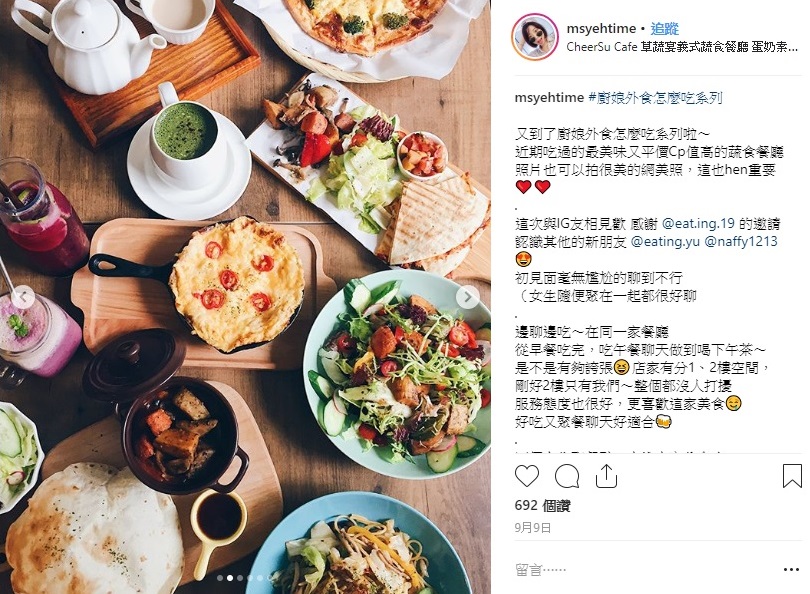 msyehtime • 追蹤
CheerSu Cafe 草蔬宴義式蔬食餐廳 蛋奶素...
msyehtime #廚娘外食怎麼吃系列
又到了廚娘外食怎麼吃系列啦～
近期吃過的最美味又平價Cp值高的蔬食餐廳
照片也可以拍很美的網美照，這也hen重要
❤️❤️
.
這次與IG友相見歡 感謝 @eat.ing.19 的邀請
認識其他的新朋友 @eating.yu @naffy1213
😍
初見面毫無尷尬的聊到不行
（女生隨便聚在一起都很好聊
.
邊聊邊吃～在同一家餐廳
從早餐吃完，吃午餐聊天做到喝下午茶～
是不是有夠誇張😆店家有分1、2樓空間，
剛好2樓只有我們～整個都沒人打擾
服務態度也很好，更喜歡這家美食😋
好吃又聚餐聊天好適合🍻
.
692 個讚
9月9日
留言……